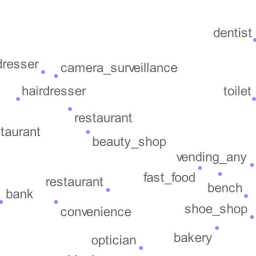 dentist
dresser
camera_surveillance
hairdresser
toilet
restaurant
taurant
beauty_shop
vending_any
fast_food
restaurant
bench
bank
convenience
shoe_shop
optician
bakery